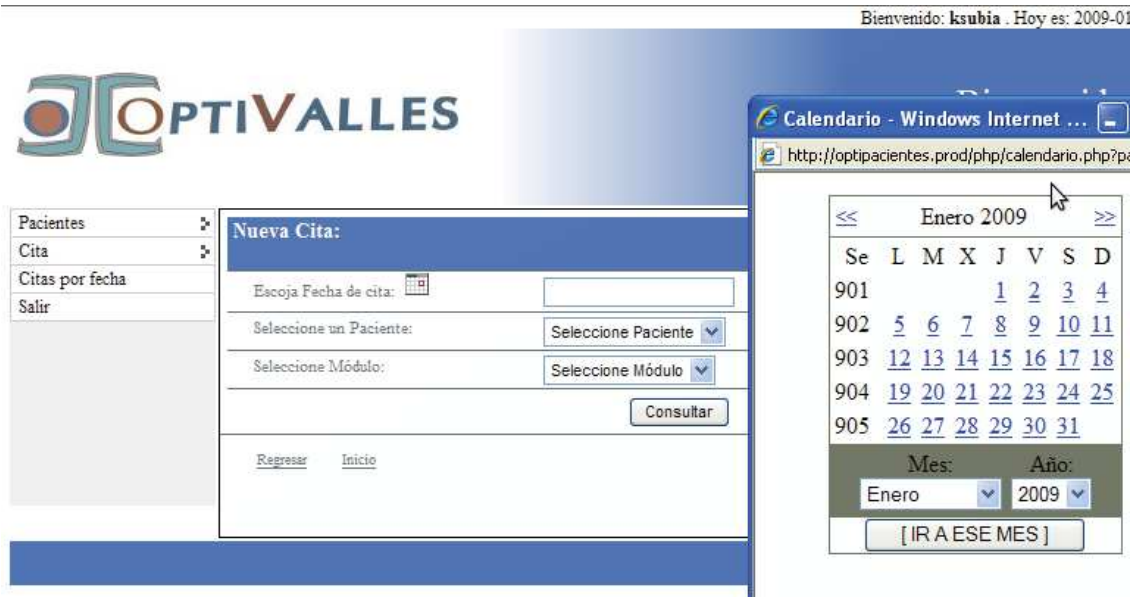 Bienvenido: ksubia . Hoy es: 2009-01
OPTIVALLES
Pacientes
Cita
Citas por fecha
Salir
Nueva Cita:
Escoja Fecha de cita:
Seleccione un Paciente:
Seleccione Paciente
Seleccione Módulo:
Seleccione Módulo
Consultar
Regresar Inicio
Calendario - Windows Internet ...
http://optipacientes.prod/php/calendario.php?pa
<< Enero 2009 >>
Se L M X J V S D
901 1 2 3 4
902 5 6 7 8 9 10 11
903 12 13 14 15 16 17 18
904 19 20 21 22 23 24 25
905 26 27 28 29 30 31
Mes: Año:
Enero 2009
[ IR A ESE MES ]